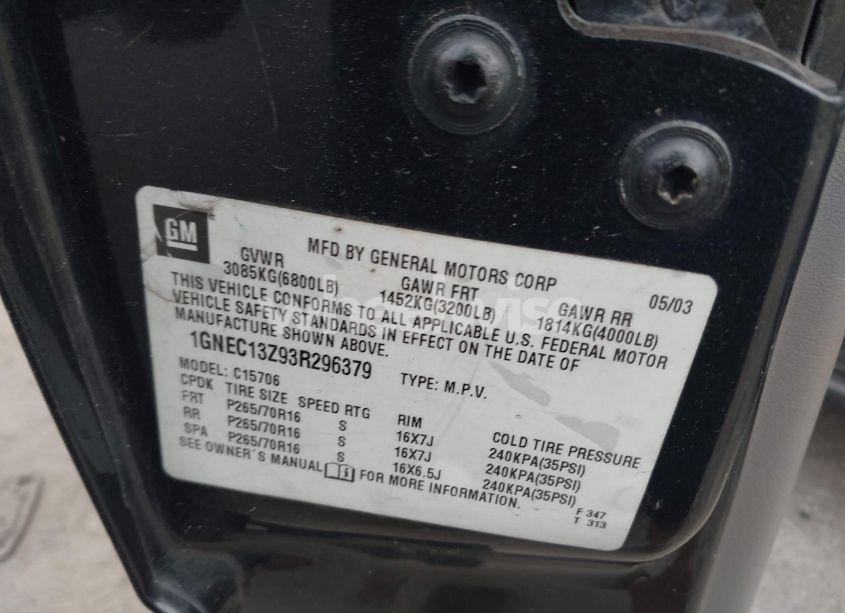 GM
MFD BY GENERAL MOTORS CORP
05/03
GVWR GAWR FRT GAWR RR
3085KG(6800LB) 1452KG(3200LB) 1814KG(4000LB)
THIS VEHICLE CONFORMS TO ALL APPLICABLE U.S. FEDERAL MOTOR
VEHICLE SAFETY STANDARDS IN EFFECT ON THE DATE OF
MANUFACTURE SHOWN ABOVE.
1GNEC13Z93R296379 TYPE: M.P.V.
MODEL: C15706
CPDK TIRE SIZE SPEED RTG RIM COLD TIRE PRESSURE
FRT P265/70R16 S 16X7J 240KPA(35PSI)
RR P265/70R16 S 16X7J 240KPA(35PSI)
SPA P265/70R16 S 16X6.5J 240KPA(35PSI)
SEE OWNER'S MANUAL FOR MORE INFORMATION.
F 347
T 313